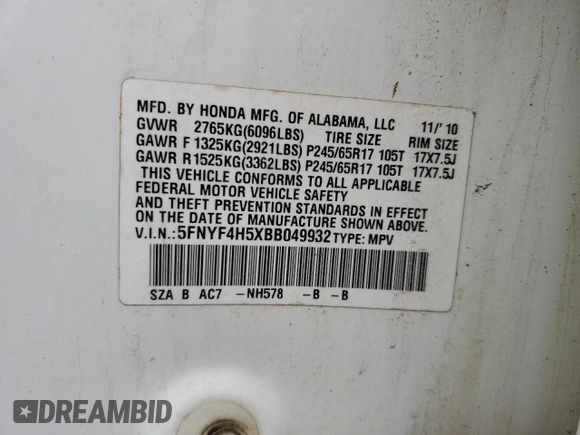 MFD. BY HONDA MFG. OF ALABAMA, LLC 11/'10
GVWR 2765KG(6096LBS) TIRE SIZE RIM SIZE
GAWR F 1325KG(2921LBS) P245/65R17 105T 17X7.5J
GAWR R 1525KG(3362LBS) P245/65R17 105T 17X7.5J
THIS VEHICLE CONFORMS TO ALL APPLICABLE
FEDERAL MOTOR VEHICLE SAFETY
AND THEFT PREVENTION STANDARDS IN EFFECT
ON THE DATE OF MANUFACTURE SHOWN ABOVE.
V.I.N.: 5FNYF4H5XBB049932 TYPE: MPV
SZA B AC7 -NH578 -B -B
DREAMBID